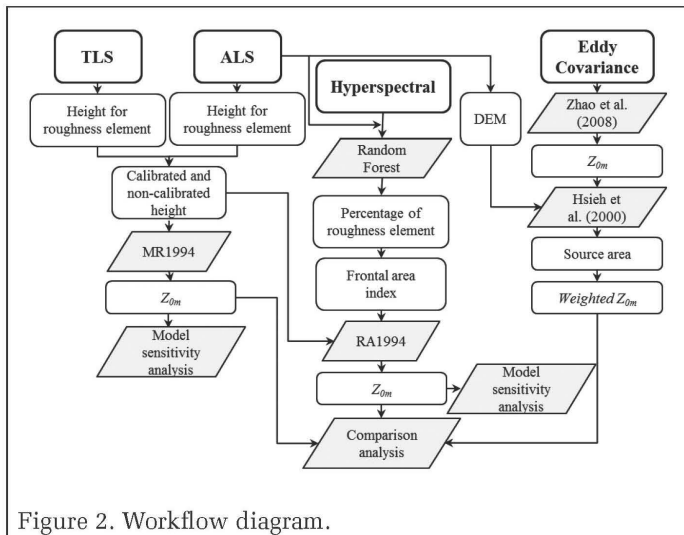 TLS
Height for
roughness element
ALS
Height for
roughness element
Calibrated and
non-calibrated
height
MR1994
Z0m
Model
sensitivity
analysis
Hyperspectral
Random
Forest
Percentage of
roughness element
Frontal area
index
RA1994
Z0m
Model
sensitivity
analysis
Comparison
analysis
DEM
Eddy
Covariance
Zhao et al.
(2008)
Z0m
Hsieh et
al. (2000)
Source area
Weighted Z0m
Figure 2. Workflow diagram.